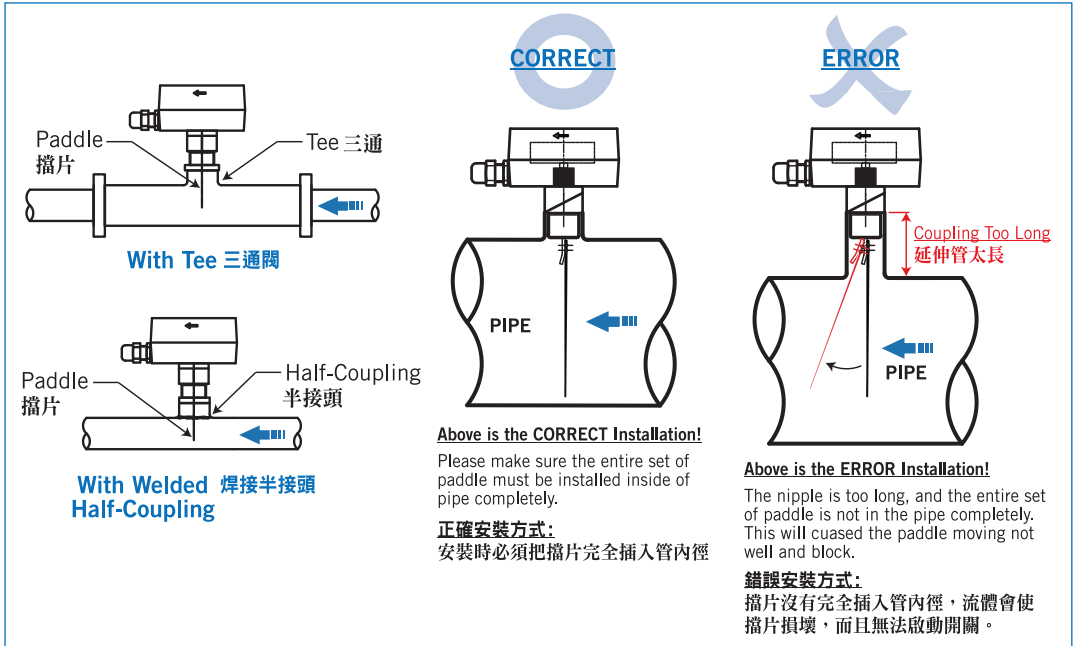 Paddle
擋片
Tee 三通
With Tee 三通閥
Paddle
擋片
Half-Coupling
半接頭
With Welded 焊接半接頭
Half-Coupling
CORRECT
PIPE
Above is the CORRECT Installation!
Please make sure the entire set of
paddle must be installed inside of
pipe completely.
正確安裝方式:
安裝時必須把擋片完全插入管內徑
ERROR
Coupling Too Long
延伸管太長
PIPE
Above is the ERROR Installation!
The nipple is too long, and the entire set
of paddle is not in the pipe completely.
This will cuased the paddle moving not
well and block.
錯誤安裝方式:
擋片沒有完全插入管內徑，流體會使
擋片損壞，而且無法啟動開關。